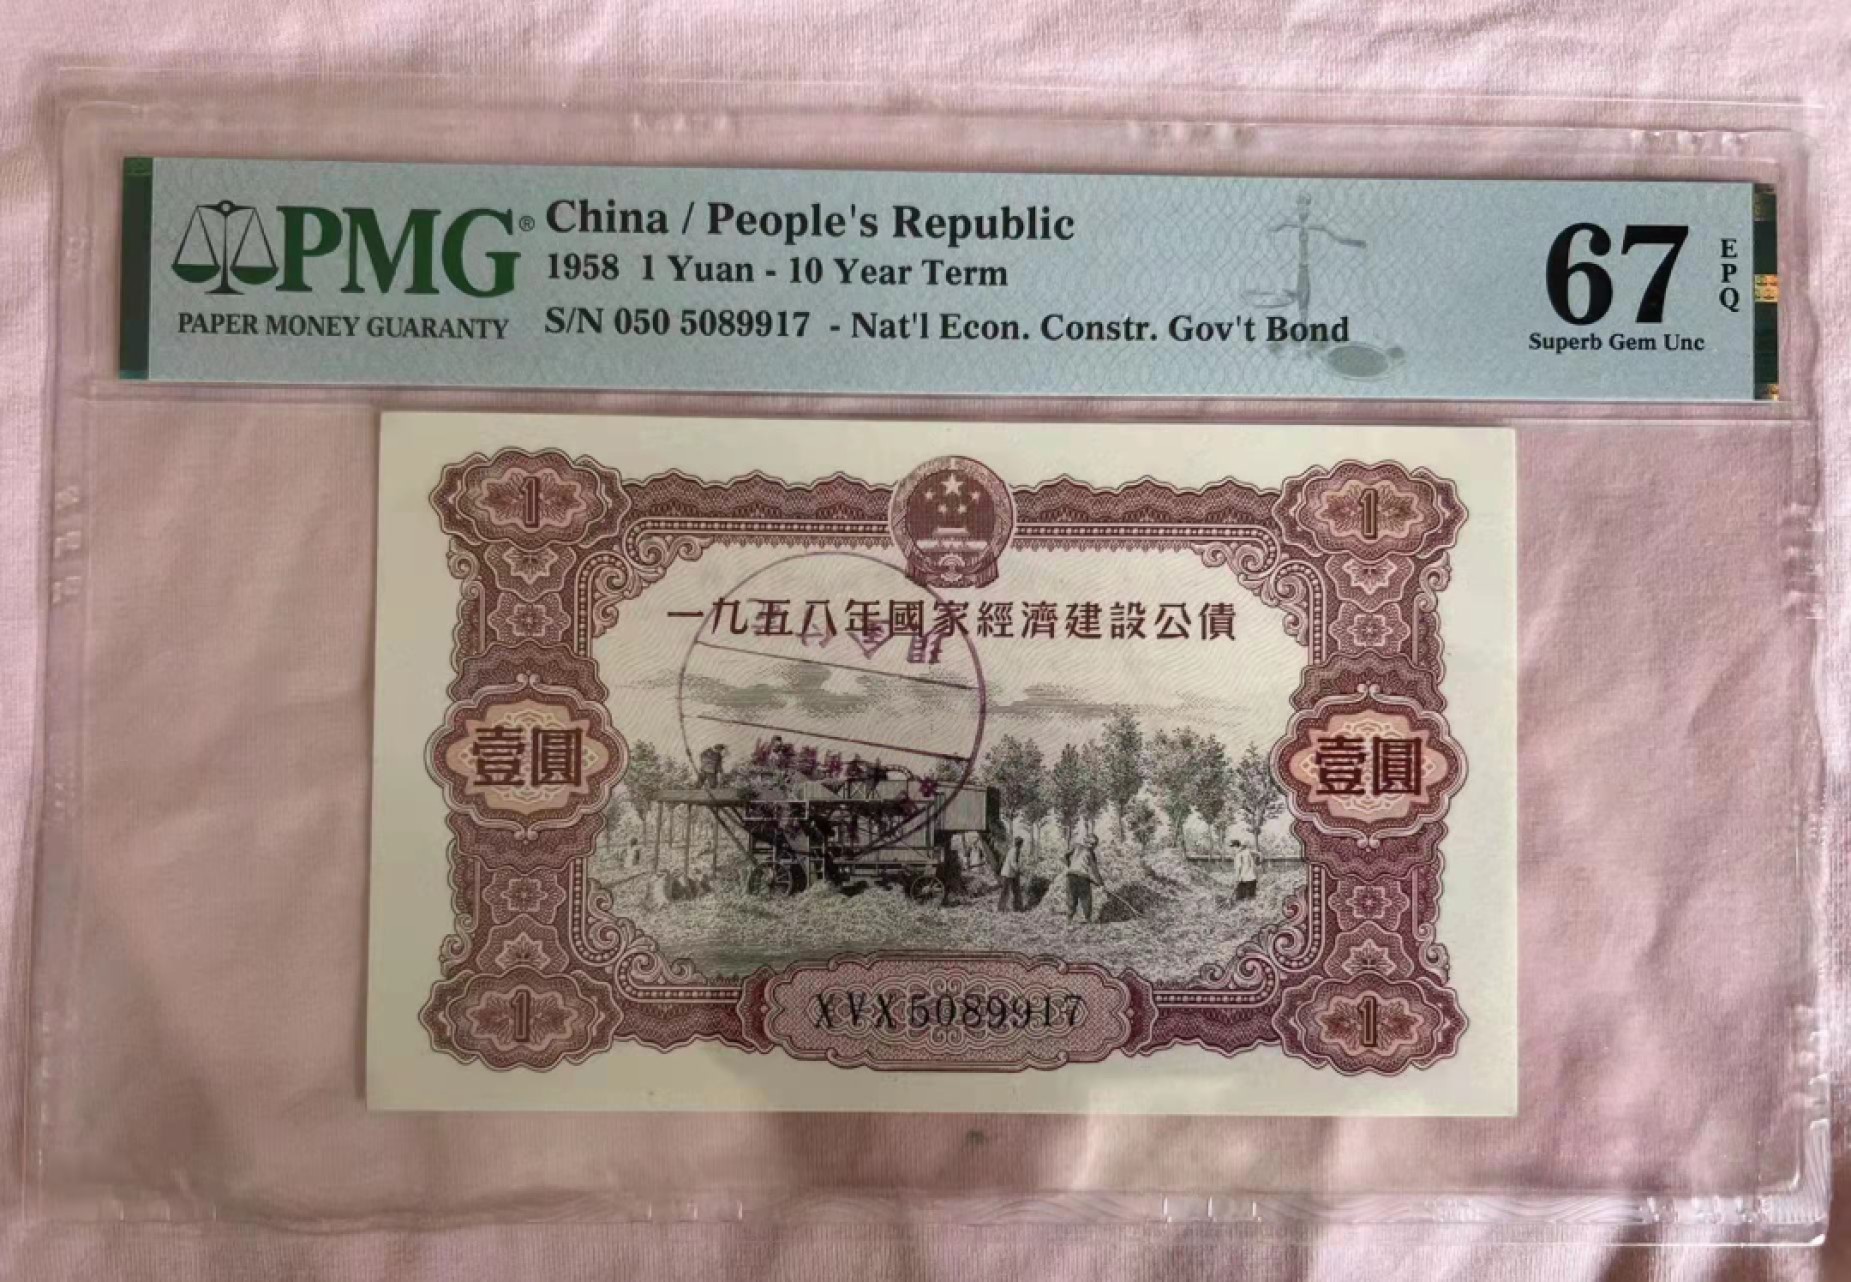 PMG®
PAPER MONEY GUARANTY
China / People's Republic
1958 1 Yuan - 10 Year Term
S/N 050 5089917 - Nat'l Econ. Constr. Gov't Bond
67
EPQ
Superb Gem Unc
1
1
一九五八年國家經濟建設公債
壹圓
壹圓
XVX5089917
1
1